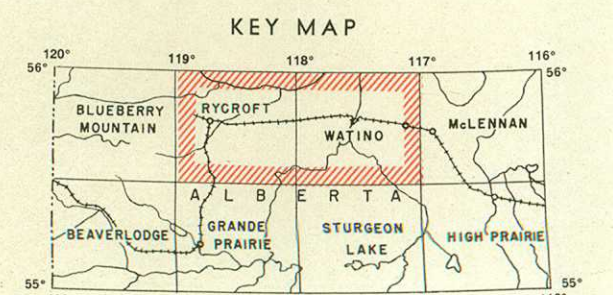 KEY MAP
120° 119° 118° 117° 116°
56° 56°
BLUEBERRY
MOUNTAIN
RYCROFT
WATINO
McLENNAN
ALBERTA
BEAVERLODGE
GRANDE
PRAIRIE
STURGEON
LAKE
HIGH PRAIRIE
55° 55°